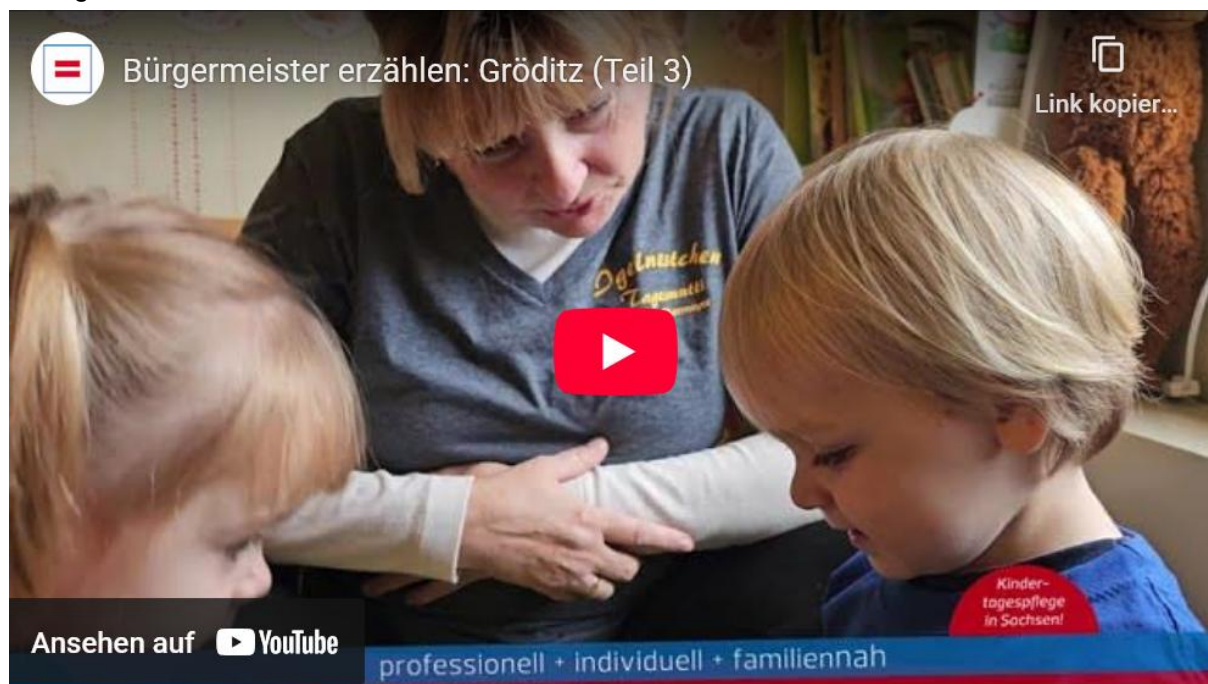 Bürgermeister erzählen: Gröditz (Teil 3)
Link kopier...
Kinder-
tagespflege
in Sachsen!
Ansehen auf YouTube
professionell + individuell + familiennah